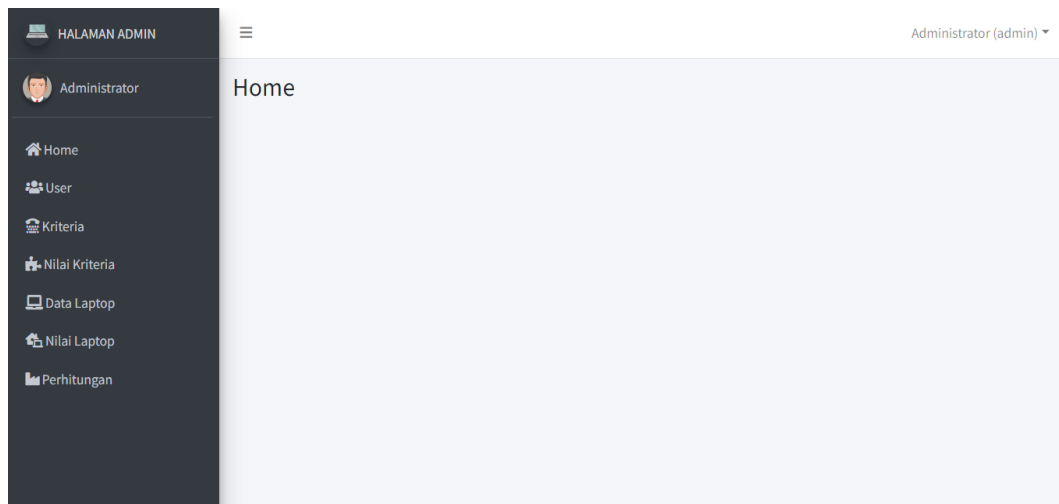 HALAMAN ADMIN
Administrator (admin)
Administrator
Home
Home
User
Kriteria
Nilai Kriteria
Data Laptop
Nilai Laptop
Perhitungan